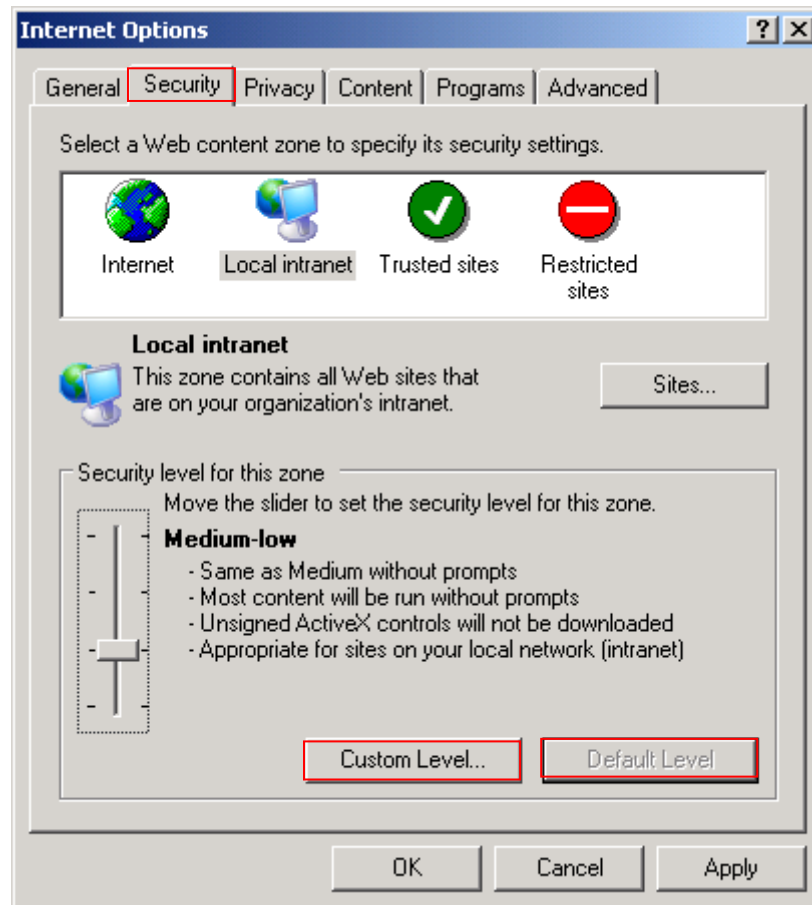 Internet Options
General Security Privacy Content Programs Advanced
Select a Web content zone to specify its security settings.
Internet Local intranet Trusted sites Restricted
sites
Local intranet
This zone contains all Web sites that
are on your organization's intranet.
Sites...
Security level for this zone
Move the slider to set the security level for this zone.
Medium-low
- Same as Medium without prompts
- Most content will be run without prompts
- Unsigned ActiveX controls will not be downloaded
- Appropriate for sites on your local network (intranet)
Custom Level... Default Level
OK Cancel Apply